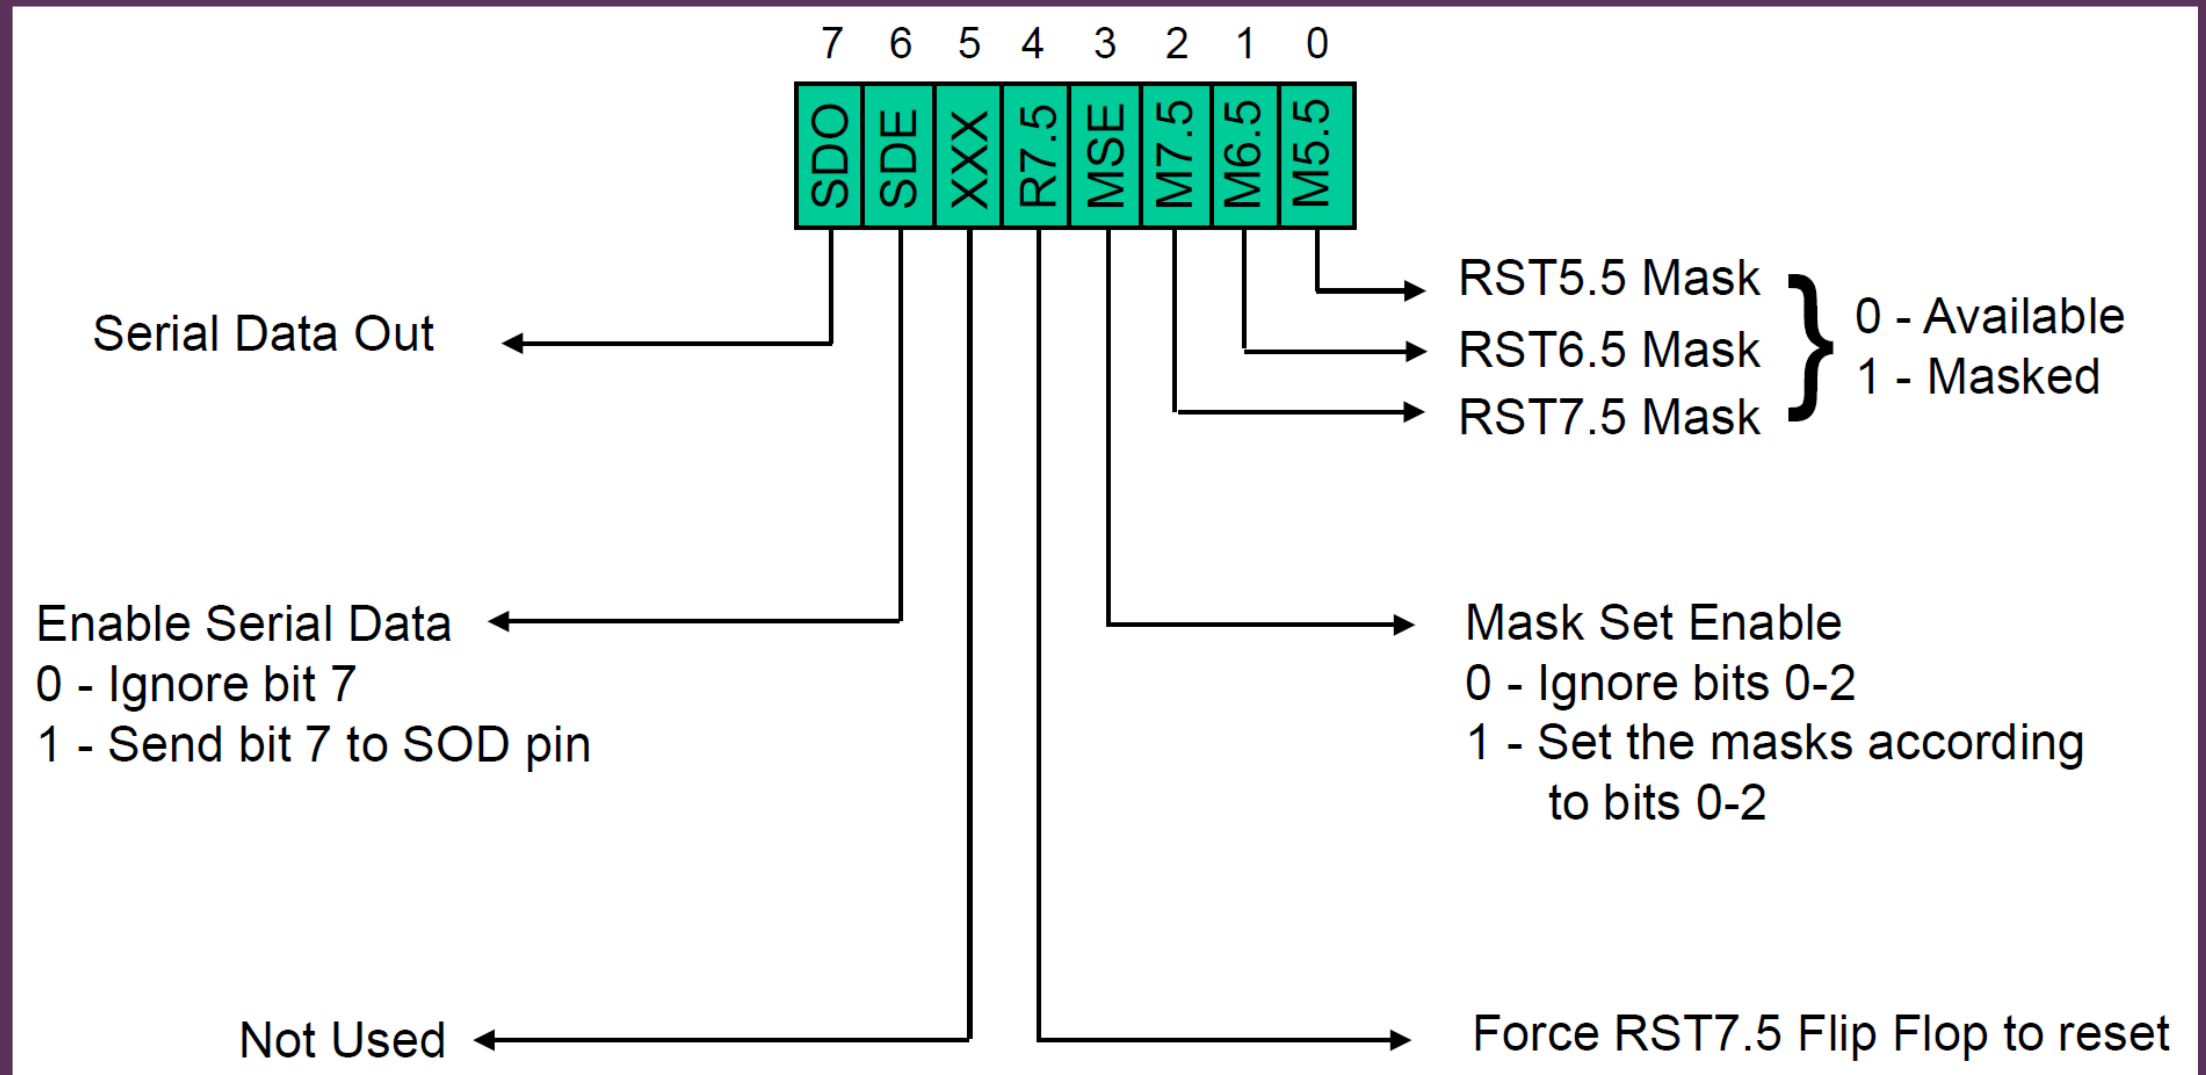 7 6 5 4 3 2 1 0
SDO SDE XXX R7.5 MSE M7.5 M6.5 M5.5
Serial Data Out
RST5.5 Mask
RST6.5 Mask
RST7.5 Mask
0 - Available
1 - Masked
Enable Serial Data
0 - Ignore bit 7
1 - Send bit 7 to SOD pin
Mask Set Enable
0 - Ignore bits 0-2
1 - Set the masks according
to bits 0-2
Not Used
Force RST7.5 Flip Flop to reset